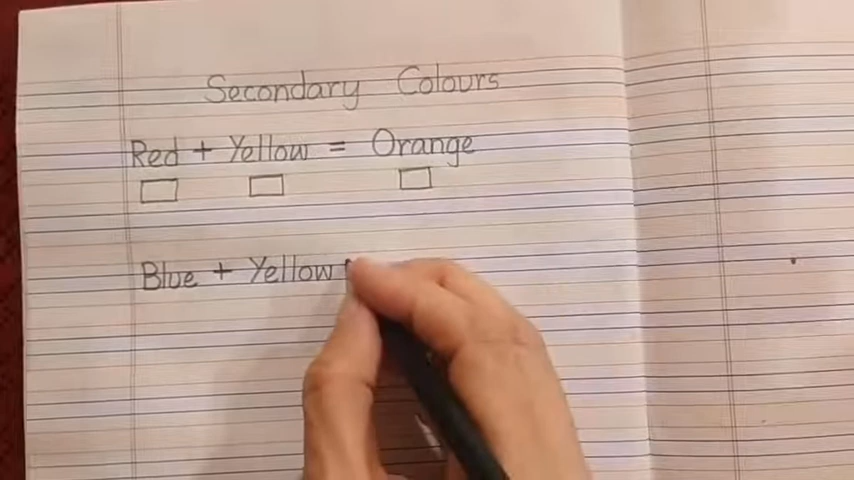 Secondary Colours
Red + Yellow = Orange
Blue + Yellow